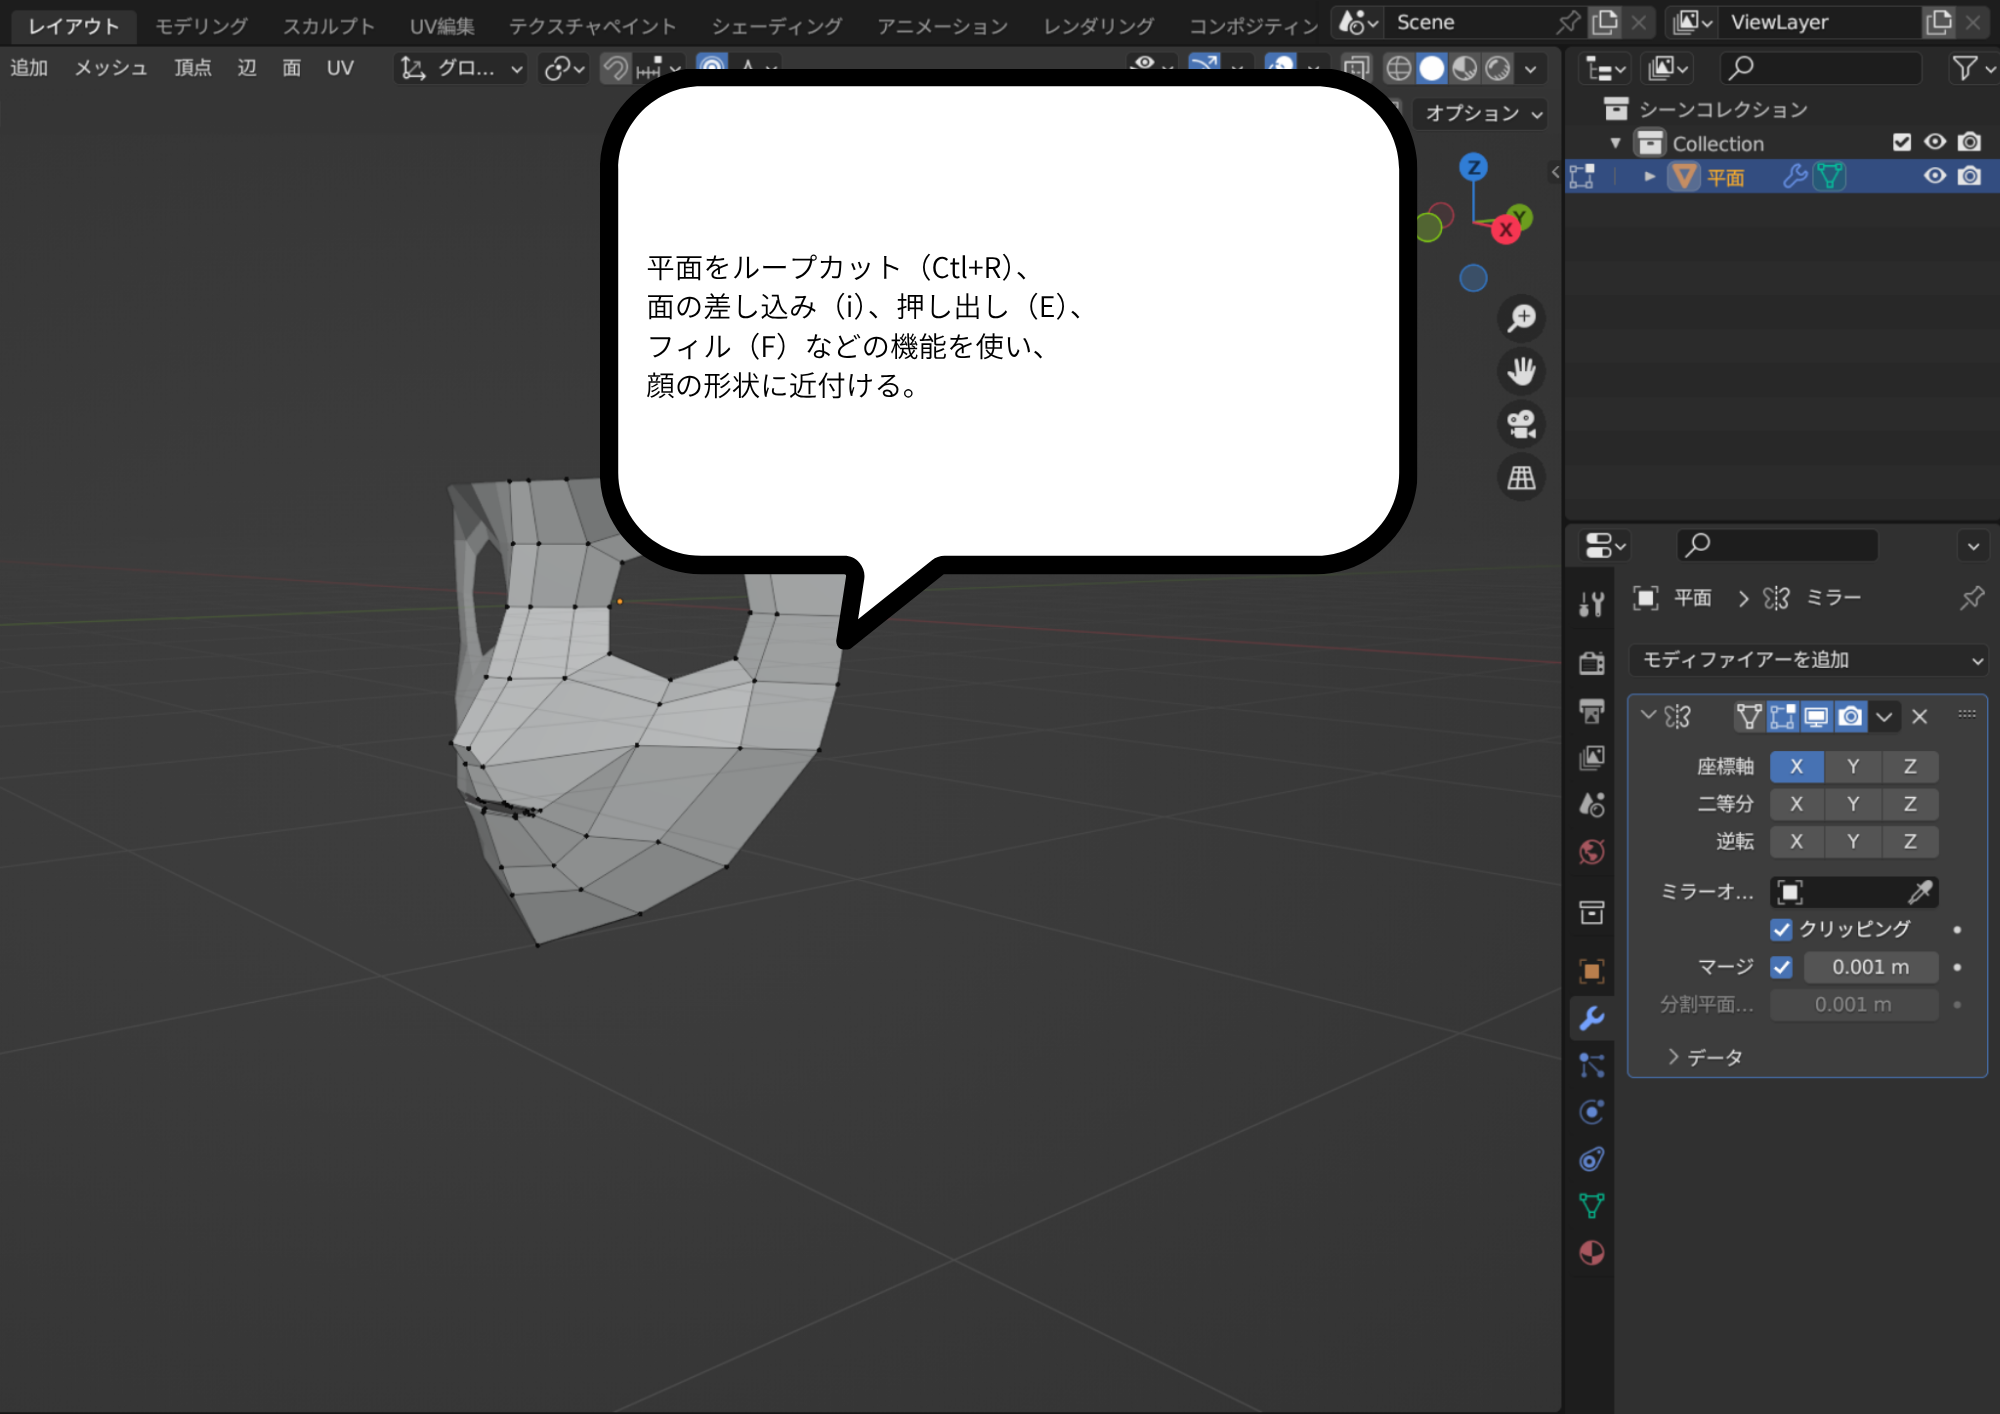 レイアウト モデリング スカルプト UV編集 テクスチャペイント シェーディング アニメーション レンダリング コンポジティン Scene ViewLayer
追加 メッシュ 頂点 辺 面 UV グロ...
オプション
シーンコレクション
Collection
平面
Z
Y
X
平面をループカット（Ctl+R）、
面の差し込み（i）、押し出し（E）、
フィル（F）などの機能を使い、
顔の形状に近付ける。
平面 > ミラー
モディファイアーを追加
座標軸 X Y Z
二等分 X Y Z
逆転 X Y Z
ミラーオ...
クリッピング
マージ 0.001 m
分割平面... 0.001 m
データ